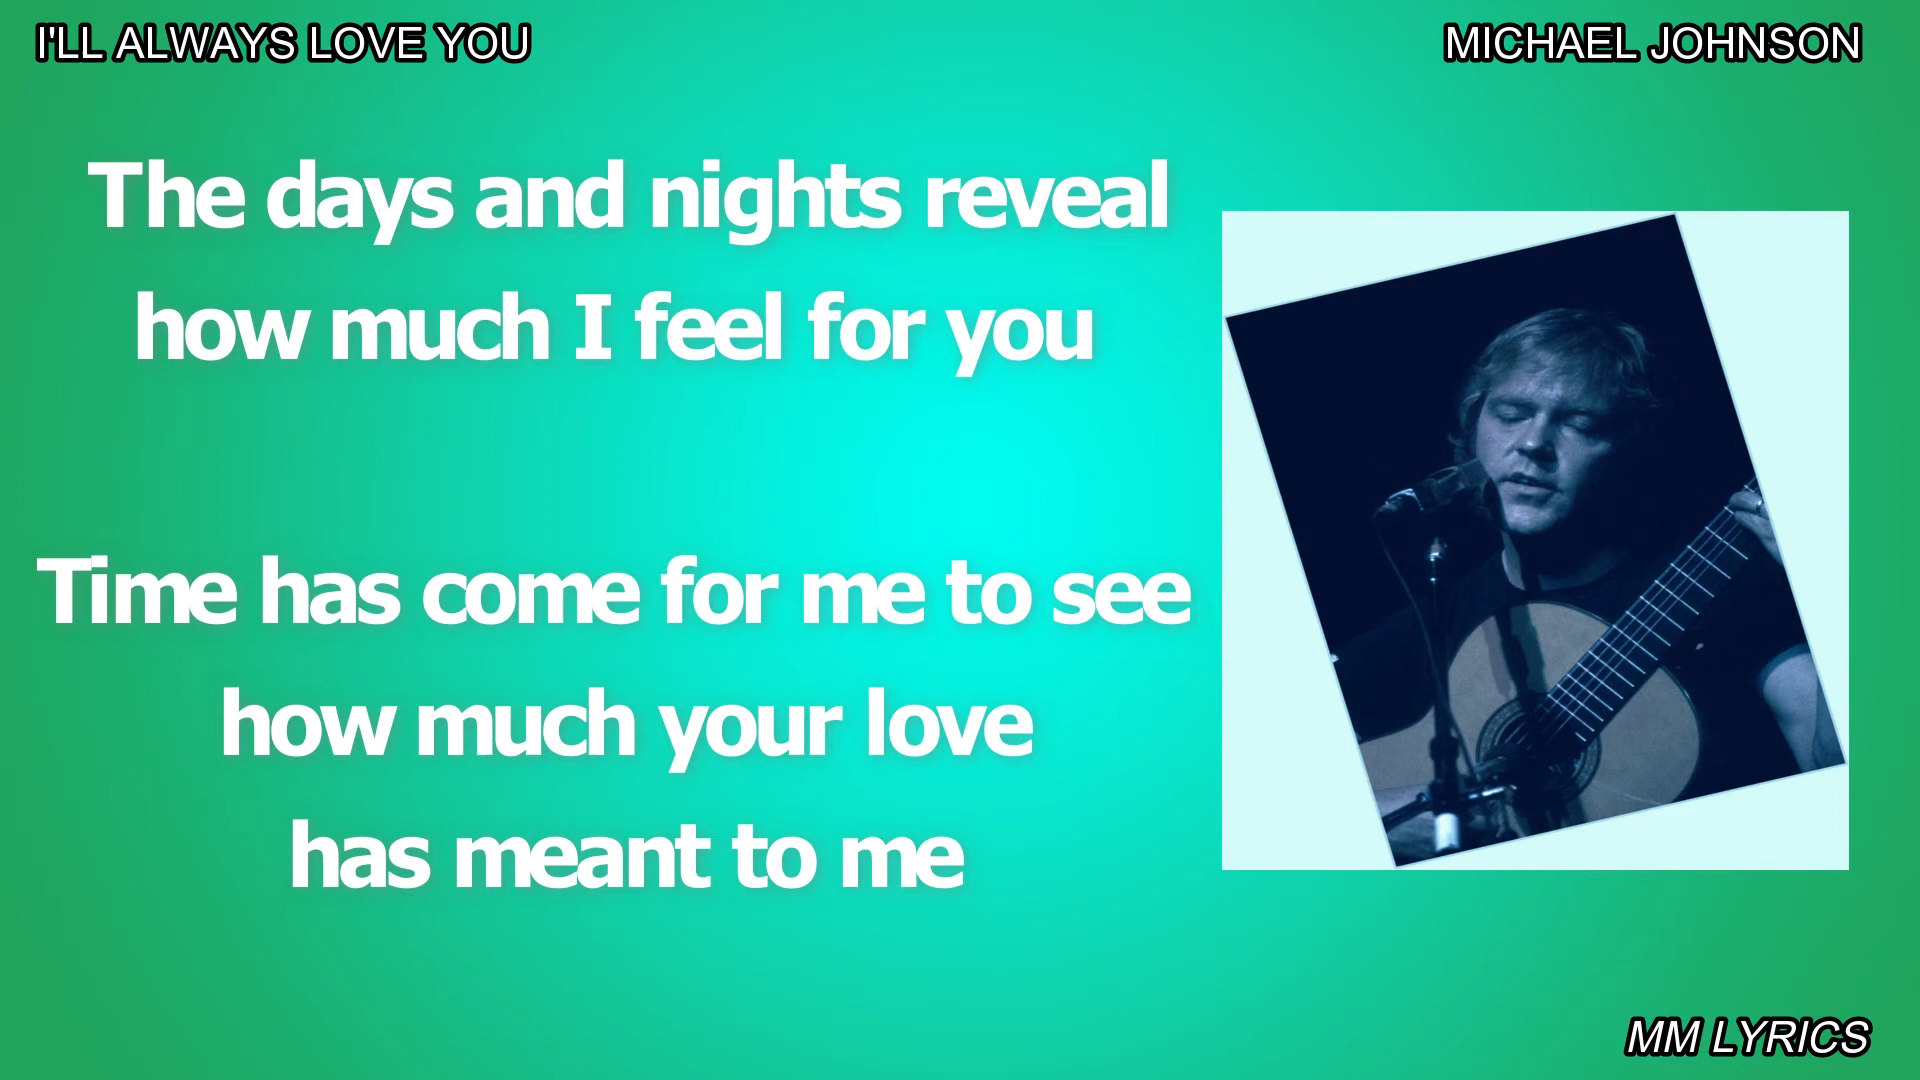 I'LL ALWAYS LOVE YOU
MICHAEL JOHNSON
The days and nights reveal
how much I feel for you
Time has come for me to see
how much your love
has meant to me
MM LYRICS